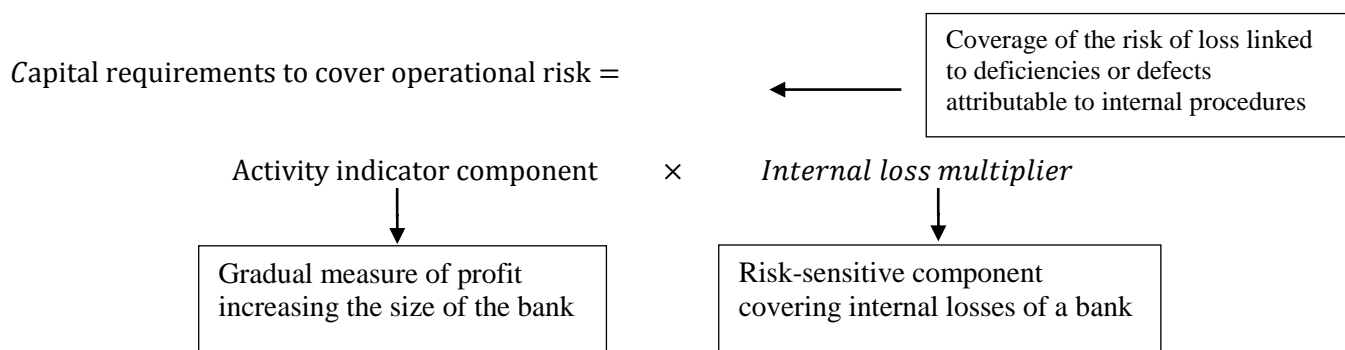 Capital requirements to cover operational risk =
Coverage of the risk of loss linked
to deficiencies or defects
attributable to internal procedures
Activity indicator component × Internal loss multiplier
Gradual measure of profit
increasing the size of the bank
Risk-sensitive component
covering internal losses of a bank